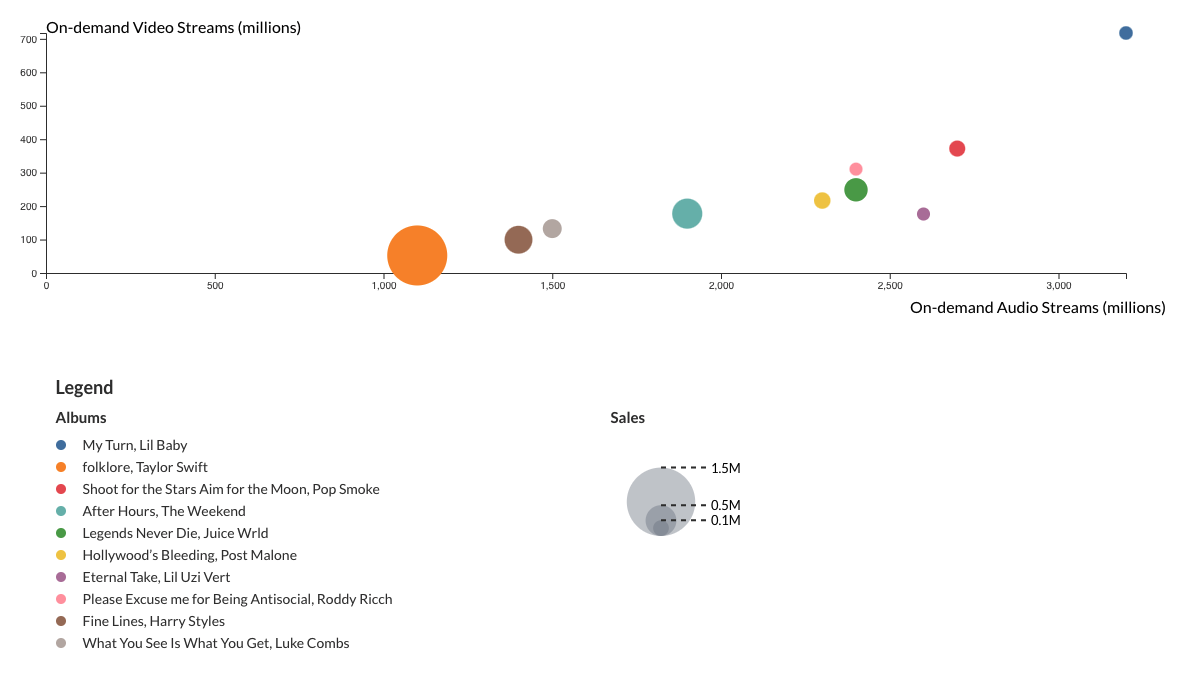 On-demand Video Streams (millions)
700
600
500
400
300
200
100
0
0
500
1,000
1,500
2,000
2,500
3,000
On-demand Audio Streams (millions)
Legend
Albums
My Turn, Lil Baby
folklore, Taylor Swift
Shoot for the Stars Aim for the Moon, Pop Smoke
After Hours, The Weekend
Legends Never Die, Juice Wrld
Hollywood's Bleeding, Post Malone
Eternal Take, Lil Uzi Vert
Please Excuse me for Being Antisocial, Roddy Ricch
Fine Lines, Harry Styles
What You See Is What You Get, Luke Combs
Sales
1.5M
0.5M
0.1M